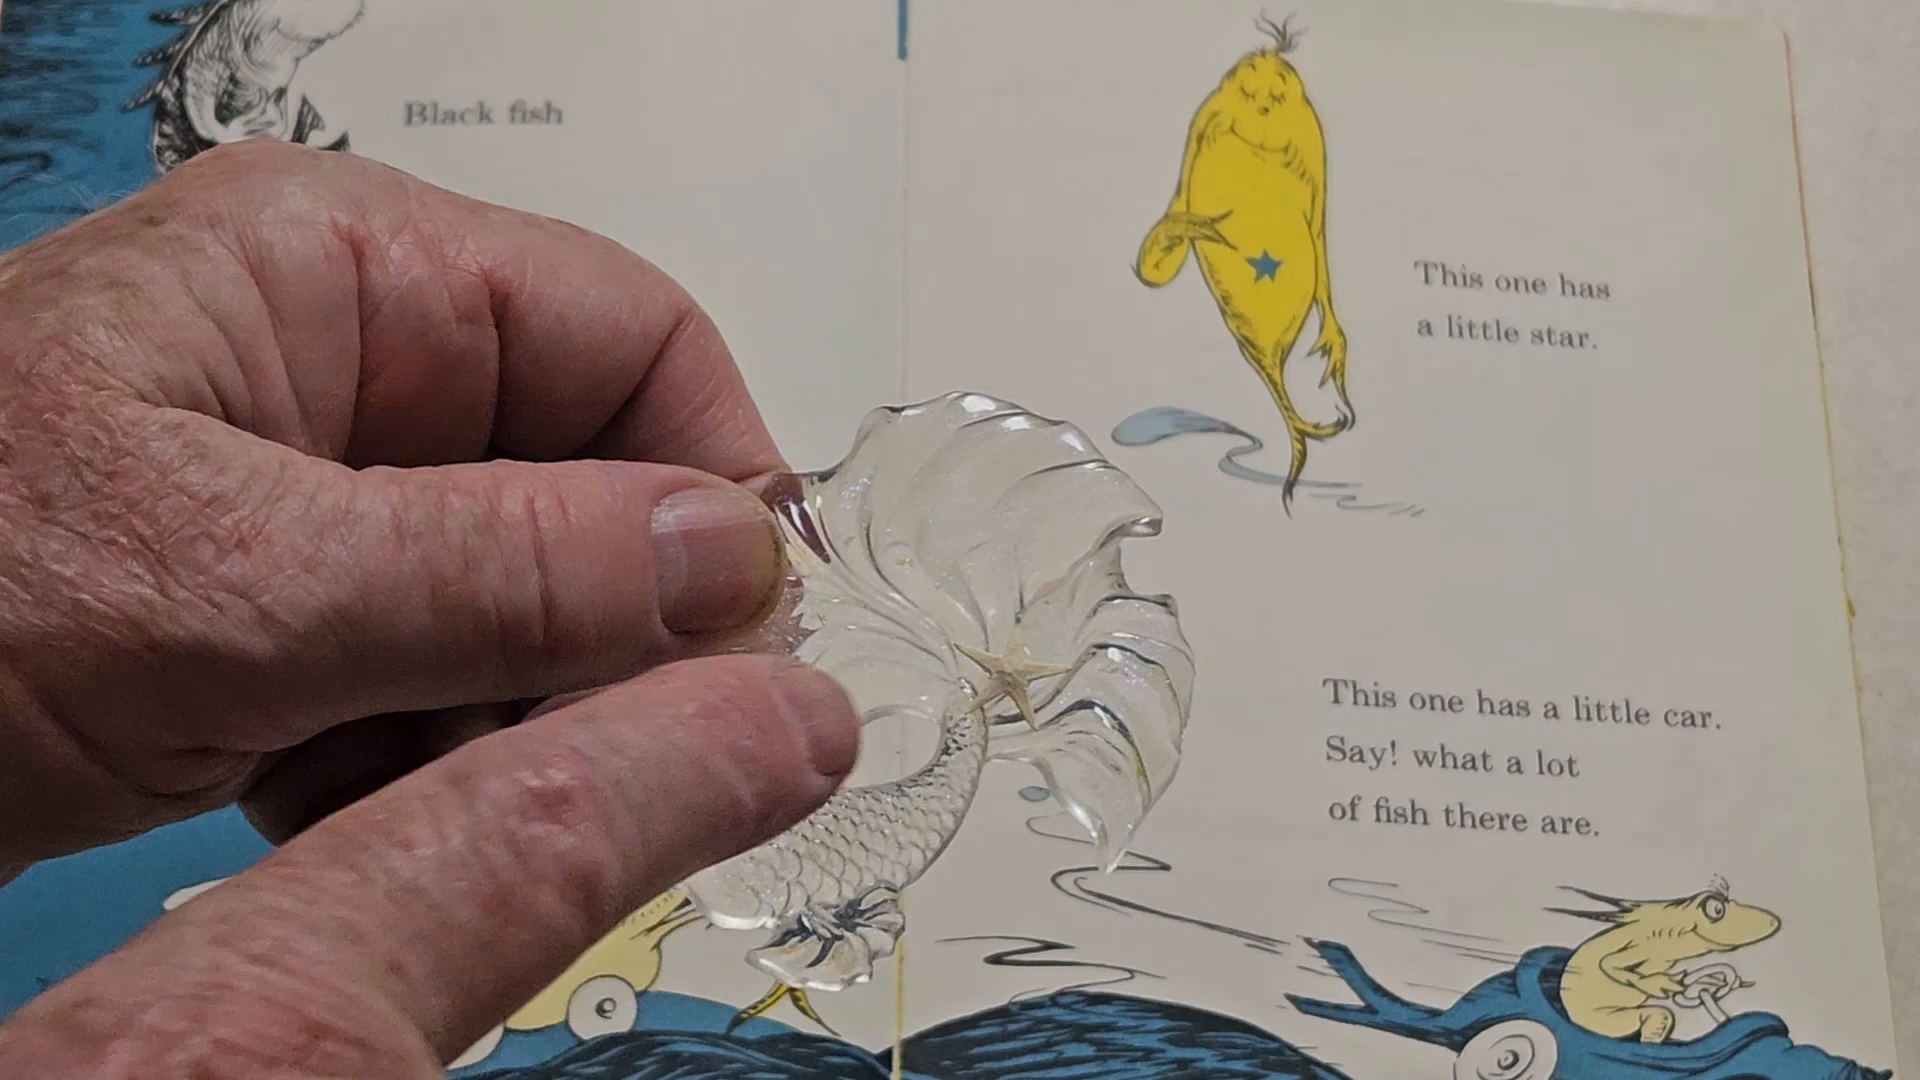 Black fish
This one has
a little star.
This one has a little car.
Say! what a lot
of fish there are.